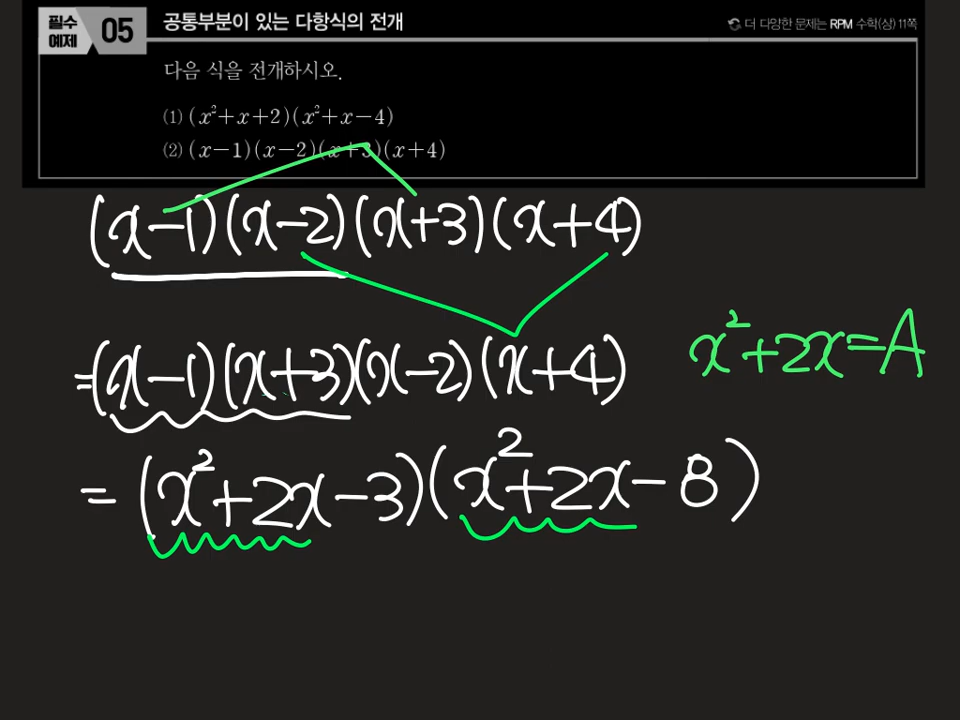 필수 예제 05 공통부분이 있는 다항식의 전개
더 다양한 문제는 RPM 수학(상) 11쪽
다음 식을 전개하시오.
(1) (x²+x+2)(x²+x-4)
(2) (x-1)(x-2)(x+3)(x+4)
(x-1)(x-2)(x+3)(x+4)
=(x-1)(x+3)(x-2)(x+4)
x²+2x=A
=(x²+2x-3)(x²+2x-8)